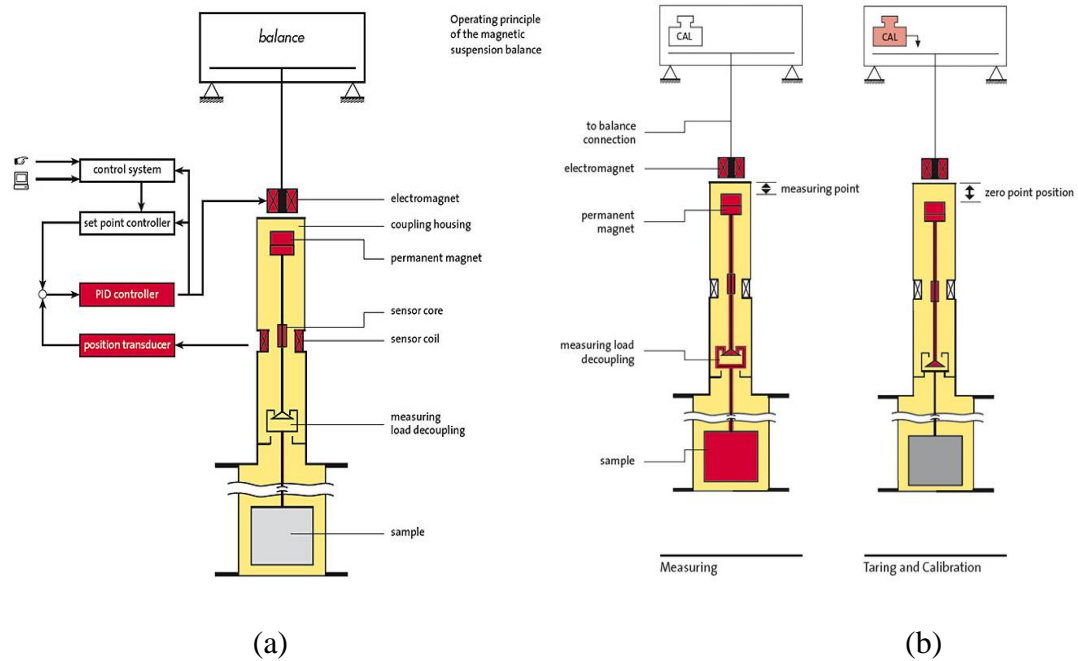 balance
Operating principle
of the magnetic
suspension balance
control system
set point controller
PID controller
position transducer
electromagnet
coupling housing
permanent magnet
sensor core
sensor coil
measuring
load decoupling
sample
(a)
CAL
CAL
to balance
connection
electromagnet
measuring point
zero point position
permanent
magnet
measuring load
decoupling
sample
Measuring
Taring and Calibration
(b)